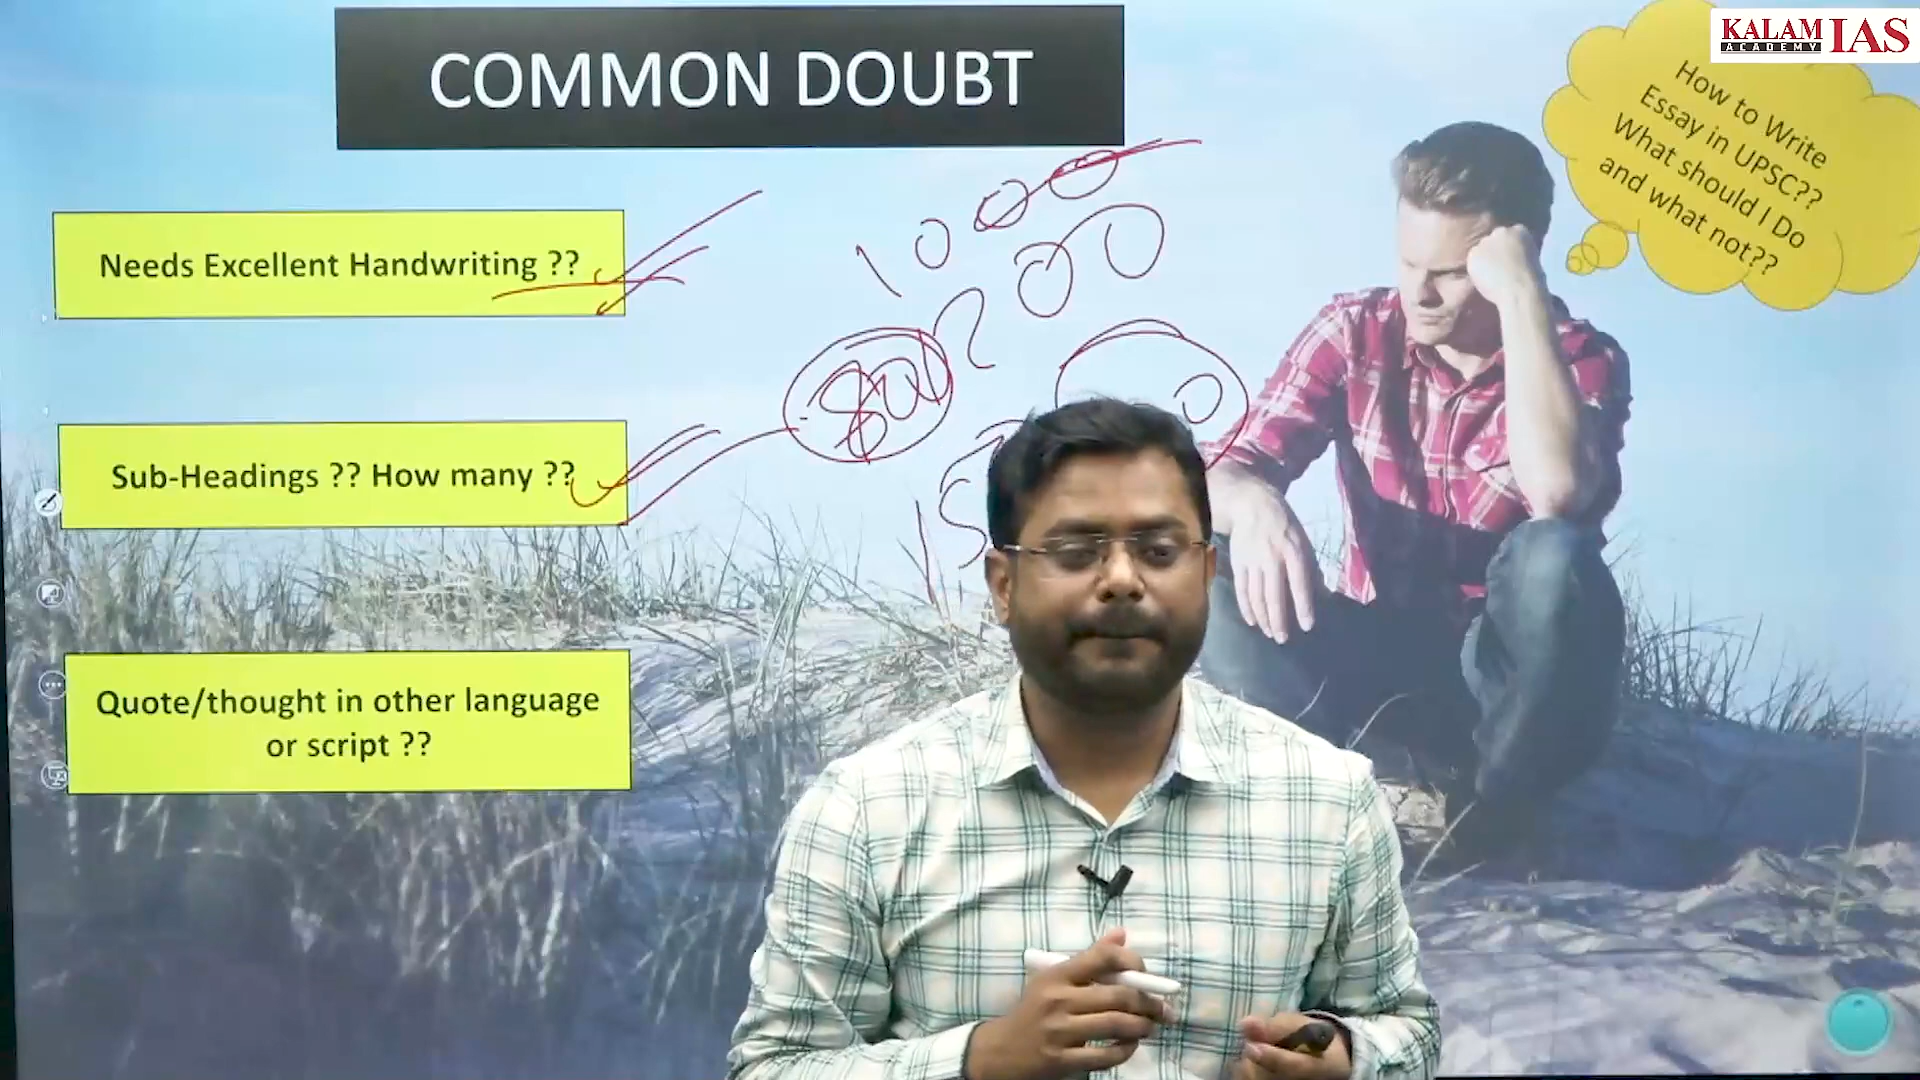 COMMON DOUBT
KALAM IAS
ACADEMY
How to Write
Essay in UPSC??
What should I Do
and what not??
Needs Excellent Handwriting ??
1000
800
Sub-Headings ?? How many ??
Quote/thought in other language
or script ??